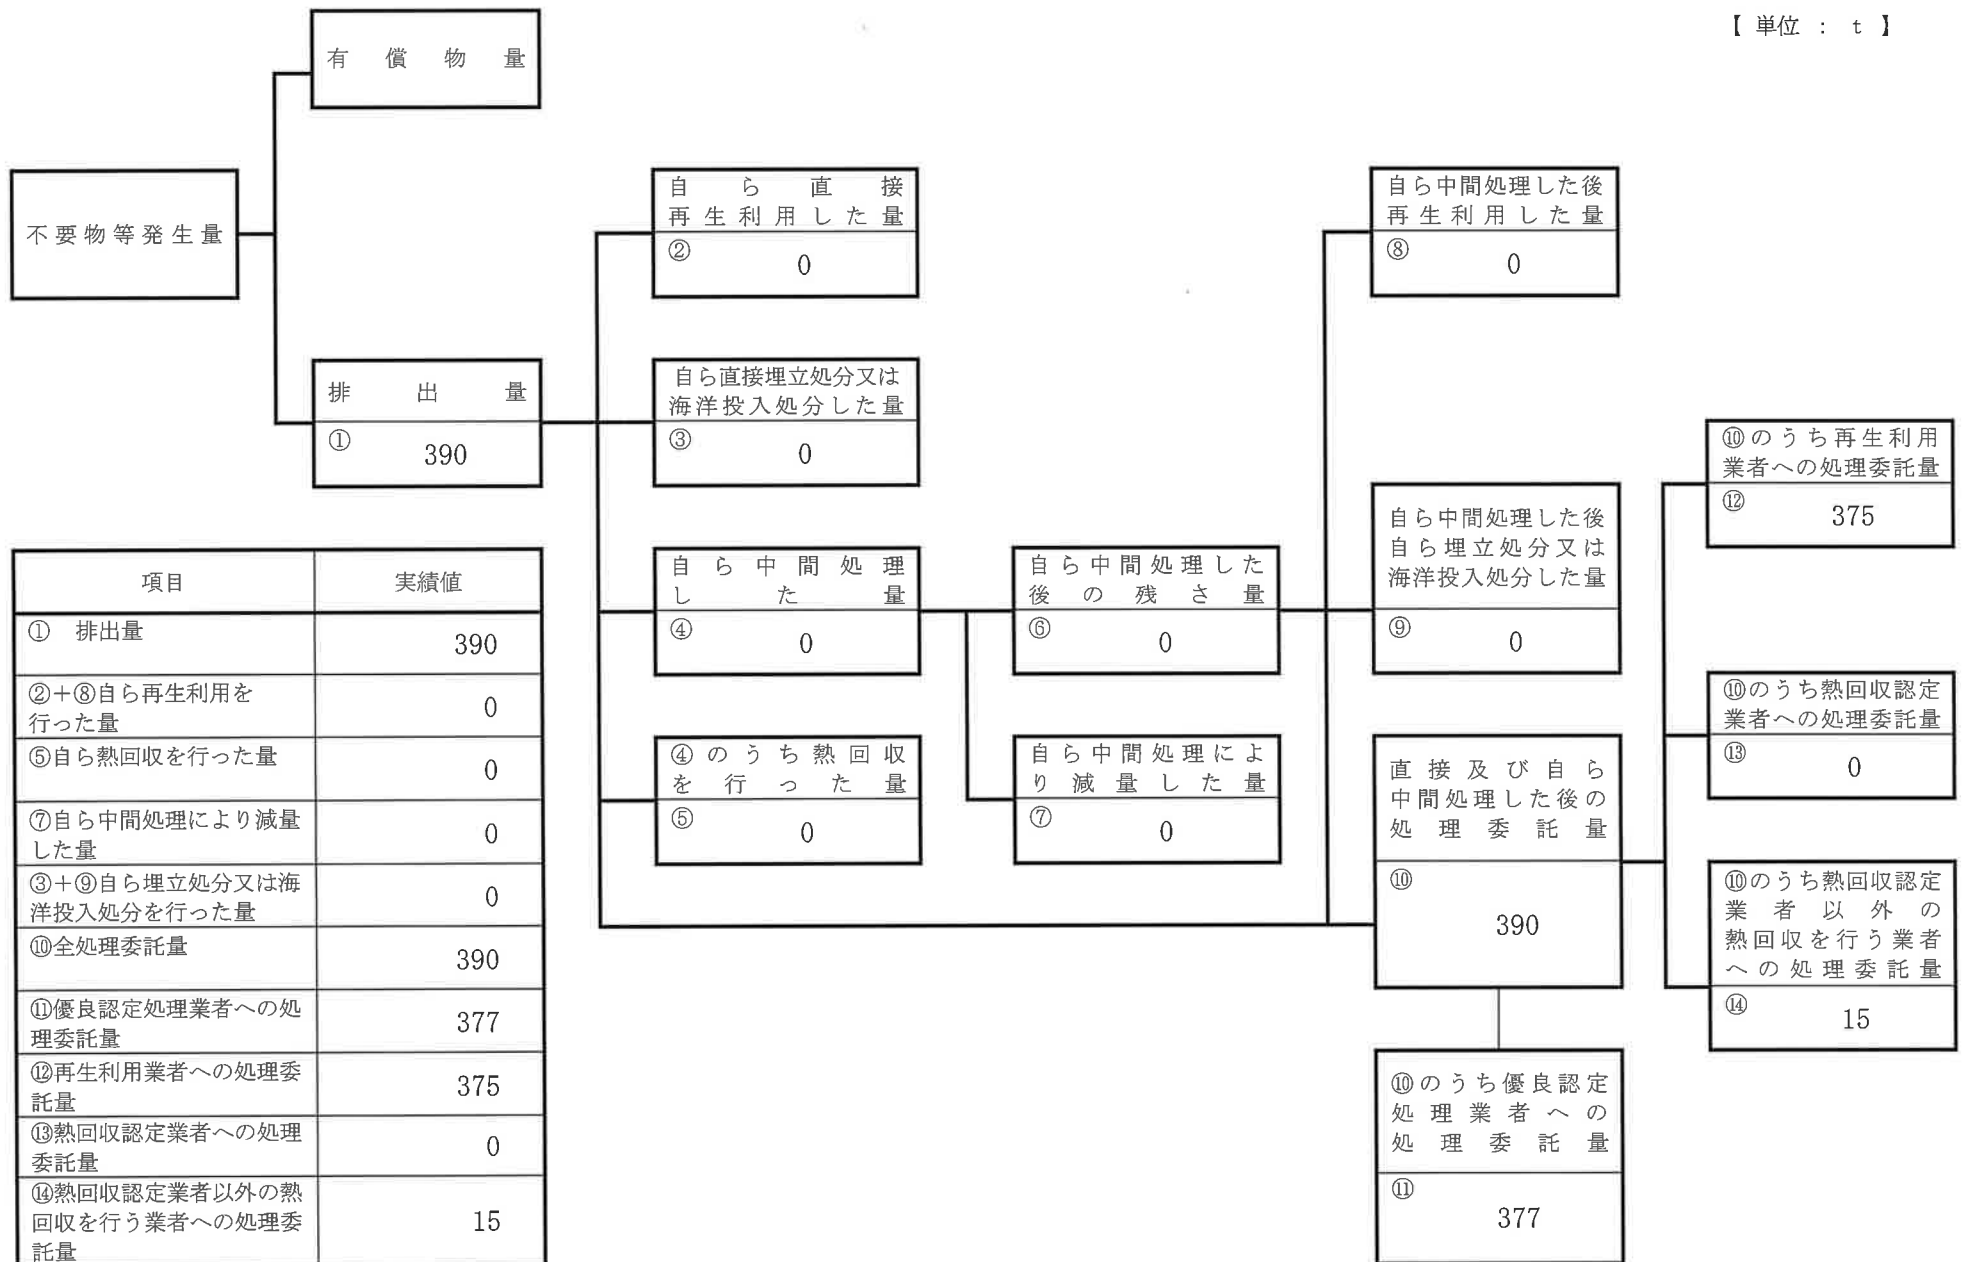 【 単位 : t 】
有償物量
不要物等発生量
排出量
① 390
自ら直接
再生利用した量
② 0
自ら直接埋立処分又は
海洋投入処分した量
③ 0
自ら中間処理
した量
④ 0
④のうち熱回収
を行った量
⑤ 0
自ら中間処理した
後の残さ量
⑥ 0
自ら中間処理によ
り減量した量
⑦ 0
自ら中間処理した後
再生利用した量
⑧ 0
自ら中間処理した後
自ら埋立処分又は
海洋投入処分した量
⑨ 0
直接及び自ら
中間処理した後の
処理委託量
⑩
390
⑩のうち優良認定
処理業者への
処理委託量
⑪
377
⑩のうち再生利用
業者への処理委託量
⑫ 375
⑩のうち熱回収認定
業者への処理委託量
⑬ 0
⑩のうち熱回収認定
業者以外の
熱回収を行う業者
への処理委託量
⑭ 15
項目 実績値
① 排出量 390
②+⑧自ら再生利用を
行った量 0
⑤自ら熱回収を行った量 0
⑦自ら中間処理により減量
した量 0
③+⑨自ら埋立処分又は海
洋投入処分を行った量 0
⑩全処理委託量 390
⑪優良認定処理業者への処
理委託量 377
⑫再生利用業者への処理委
託量 375
⑬熱回収認定業者への処理
委託量 0
⑭熱回収認定業者以外の熱
回収を行う業者への処理委
託量 15